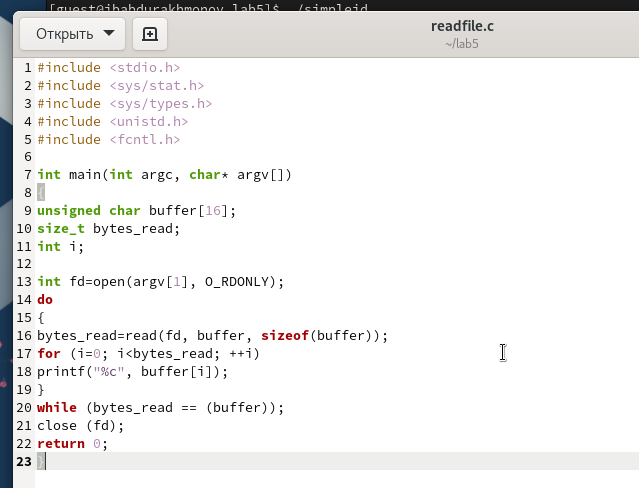 [guest@ibabdurakhmonov lab5]$ ./simpleid
Открыть
readfile.c
~/lab5
1 #include <stdio.h>
2 #include <sys/stat.h>
3 #include <sys/types.h>
4 #include <unistd.h>
5 #include <fcntl.h>
6
7 int main(int argc, char* argv[])
8 {
9 unsigned char buffer[16];
10 size_t bytes_read;
11 int i;
12
13 int fd=open(argv[1], O_RDONLY);
14 do
15 {
16 bytes_read=read(fd, buffer, sizeof(buffer));
17 for (i=0; i<bytes_read; ++i)
18 printf("%c", buffer[i]);
19 }
20 while (bytes_read == (buffer));
21 close (fd);
22 return 0;
23 }